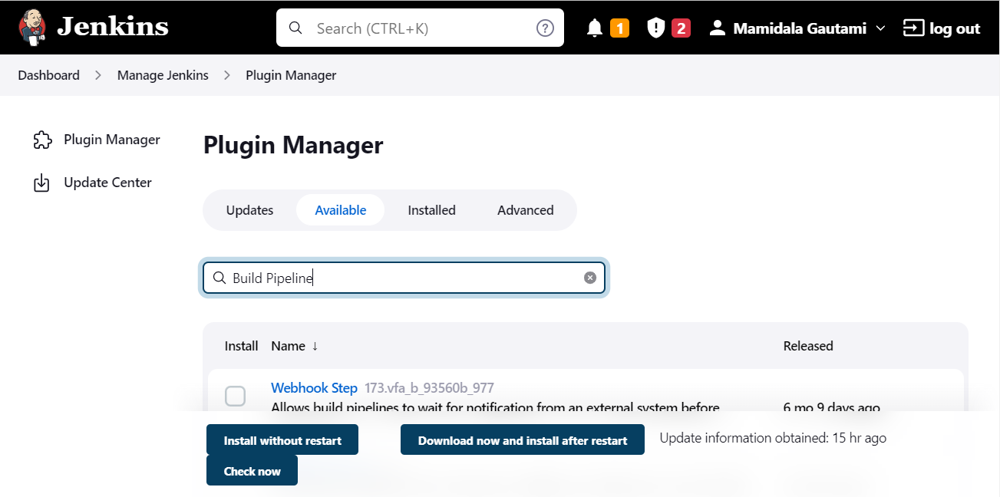 Jenkins
Search (CTRL+K)
?
1
2
Mamidala Gautami
log out
Dashboard > Manage Jenkins > Plugin Manager
Plugin Manager
Update Center
Plugin Manager
Updates Available Installed Advanced
Build Pipeline
Install Name ↓ Released
Webhook Step 173.vfa_b_93560b_977
Allows build pipelines to wait for notification from an external system before
6 mo 9 days ago
Install without restart
Download now and install after restart
Update information obtained: 15 hr ago
Check now